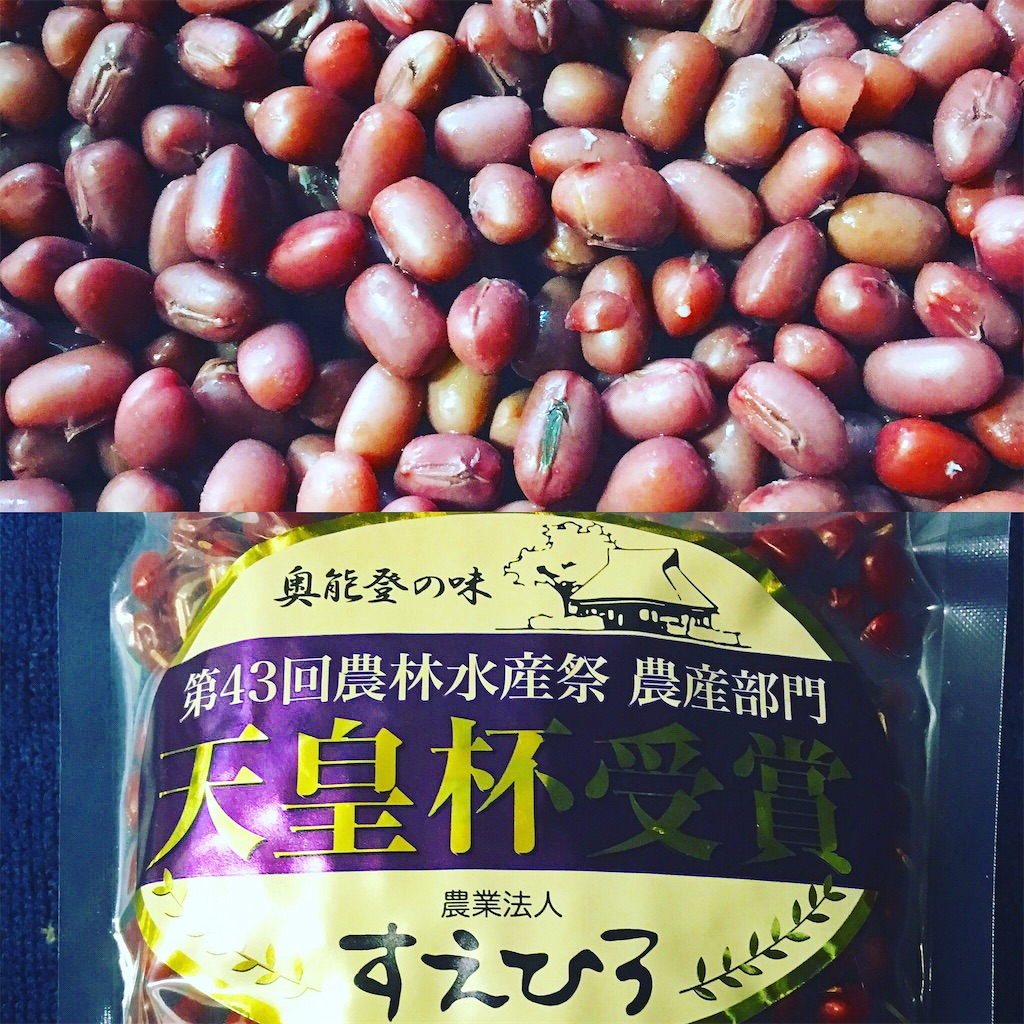 奥能登の味
第43回農林水産祭 農産部門
天皇杯受賞
農業法人
すえひろ